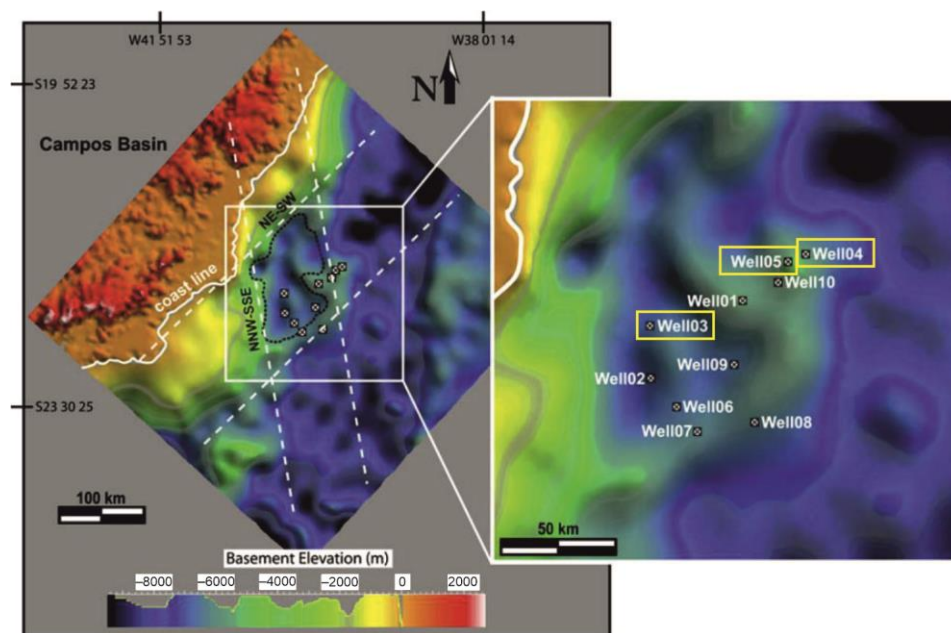 W41 51 53
W38 01 14
S19 52 23
N
Campos Basin
NE-SW
coast line
NNW-SSE
S23 30 25
100 km
Basement Elevation (m)
–8000 –6000 –4000 –2000 0 2000
Well04
Well05
Well10
Well01
Well03
Well09
Well02
Well06
Well08
Well07
50 km